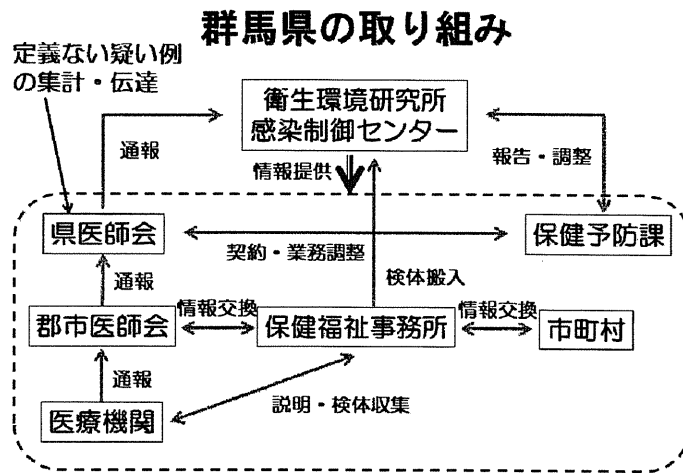 群馬県の取り組み
定義ない疑い例
の集計・伝達
衛生環境研究所
感染制御センター
通報
情報提供
報告・調整
県医師会
保健予防課
契約・業務調整
通報
検体搬入
郡市医師会
情報交換
保健福祉事務所
情報交換
市町村
通報
説明・検体収集
医療機関